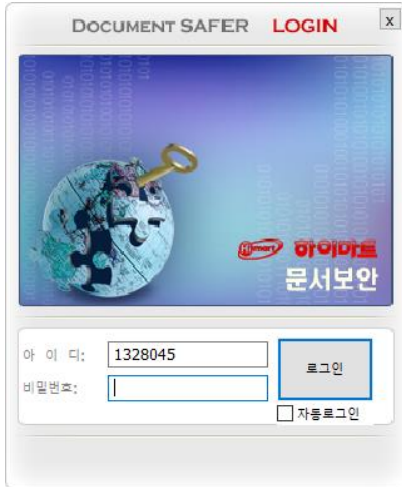 DOCUMENT SAFER LOGIN x
Himart 하이마트
문서보안
아 이 디: 1328045
비밀번호:
로그인
자동로그인